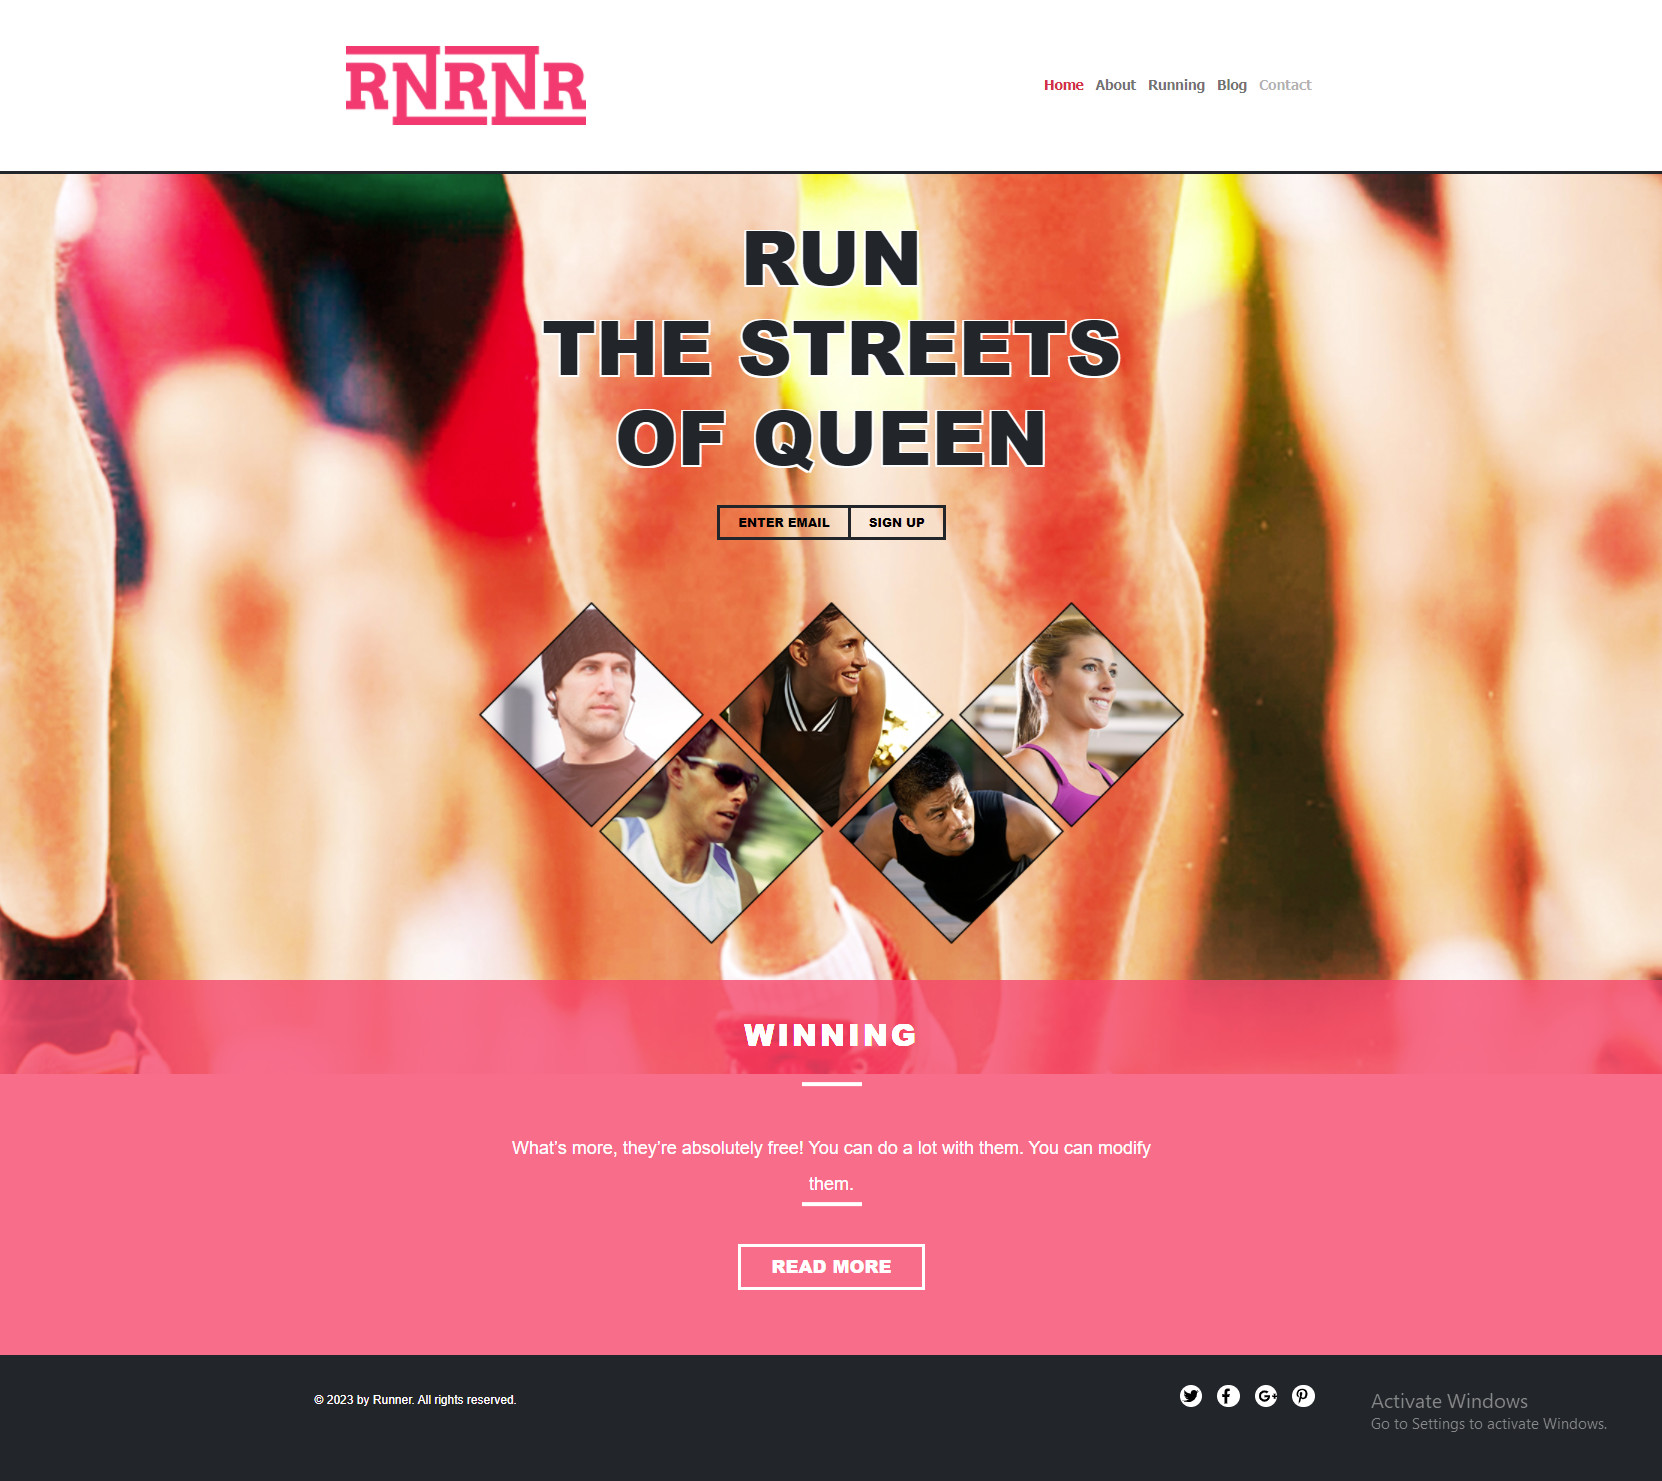 RNRNR
Home About Running Blog Contact
RUN
THE STREETS
OF QUEEN
ENTER EMAIL SIGN UP
WINNING
What's more, they're absolutely free! You can do a lot with them. You can modify
them.
READ MORE
© 2023 by Runner. All rights reserved.
Activate Windows
Go to Settings to activate Windows.